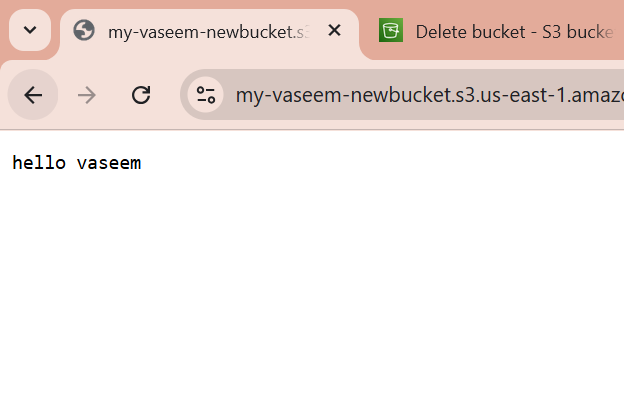 my-vaseem-newbucket.s3
Delete bucket - S3 bucke
my-vaseem-newbucket.s3.us-east-1.amazo
hello vaseem